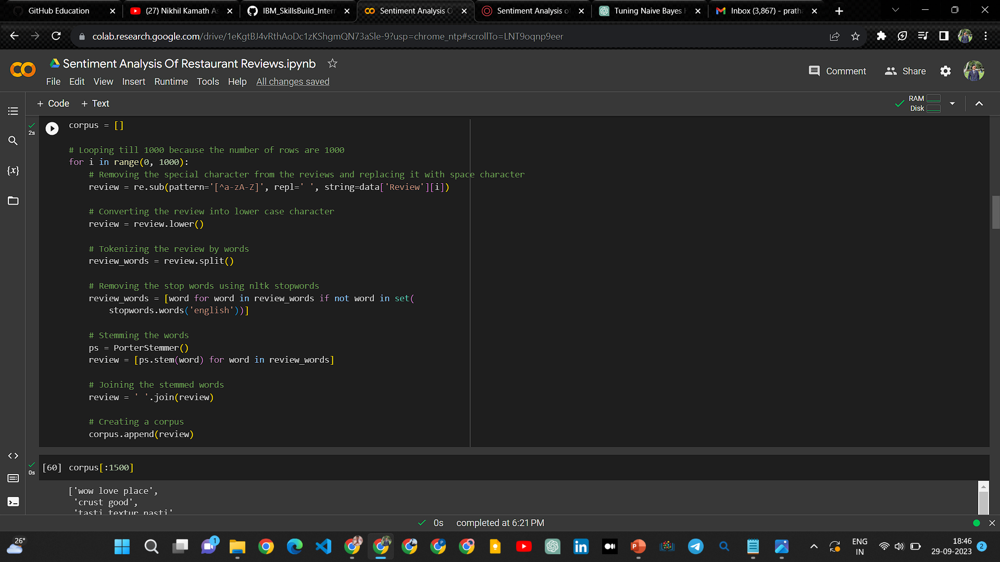 GitHub Education
(27) Nikhil Kamath As
IBM_SkillsBuild_Intern
Sentiment Analysis O
Sentiment Analysis of
Tuning Naive Bayes
Inbox (3,867) - prath
colab.research.google.com/drive/1eKgtBJ4vRthAoDc1zKShgmQN73aSle-9?usp=chrome_ntp#scrollTo=LNT9oqnp9eer
Sentiment Analysis Of Restaurant Reviews.ipynb
Comment
Share
File Edit View Insert Runtime Tools Help All changes saved
+ Code + Text
RAM
Disk
2s
corpus = []
# Looping till 1000 because the number of rows are 1000
for i in range(0, 1000):
# Removing the special character from the reviews and replacing it with space character
review = re.sub(pattern='[^a-zA-Z]', repl=' ', string=data['Review'][i])
# Converting the review into lower case character
review = review.lower()
# Tokenizing the review by words
review_words = review.split()
# Removing the stop words using nltk stopwords
review_words = [word for word in review_words if not word in set(
stopwords.words('english'))]
# Stemming the words
ps = PorterStemmer()
review = [ps.stem(word) for word in review_words]
# Joining the stemmed words
review = ' '.join(review)
# Creating a corpus
corpus.append(review)
0s
[60] corpus[:1500]
['wow love place',
'crust good',
'tasti textur nasti'
0s completed at 6:21 PM
26°
1
ENG
IN
18:46
29-09-2023
2